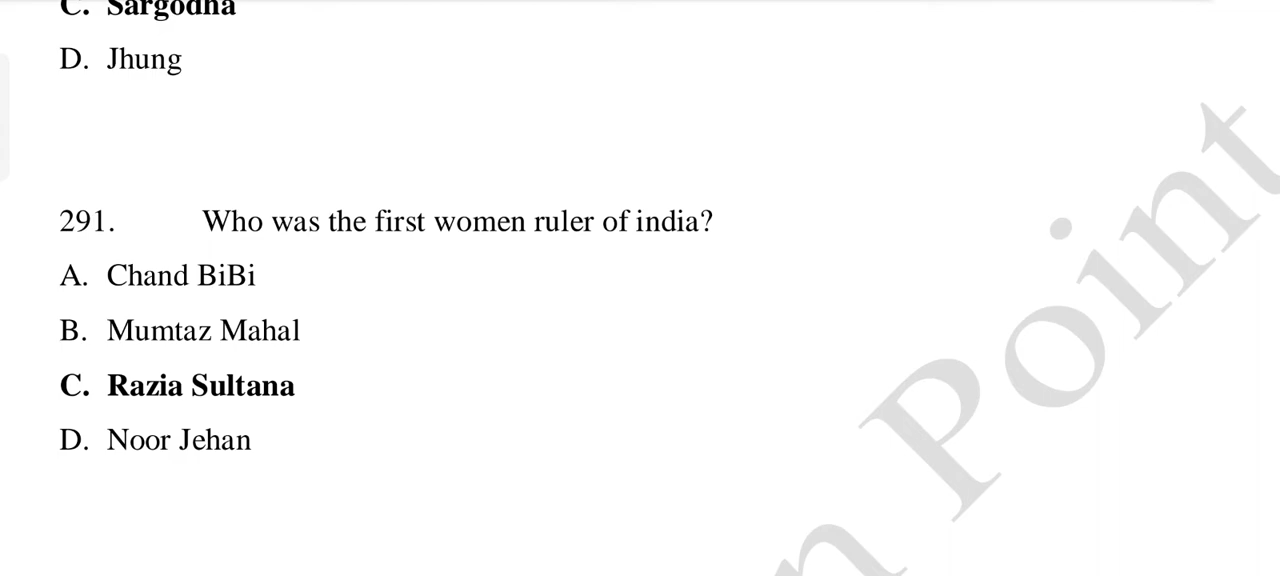 C. Sargodha
D. Jhung
291. Who was the first women ruler of india?
A. Chand BiBi
B. Mumtaz Mahal
C. Razia Sultana
D. Noor Jehan
n Point